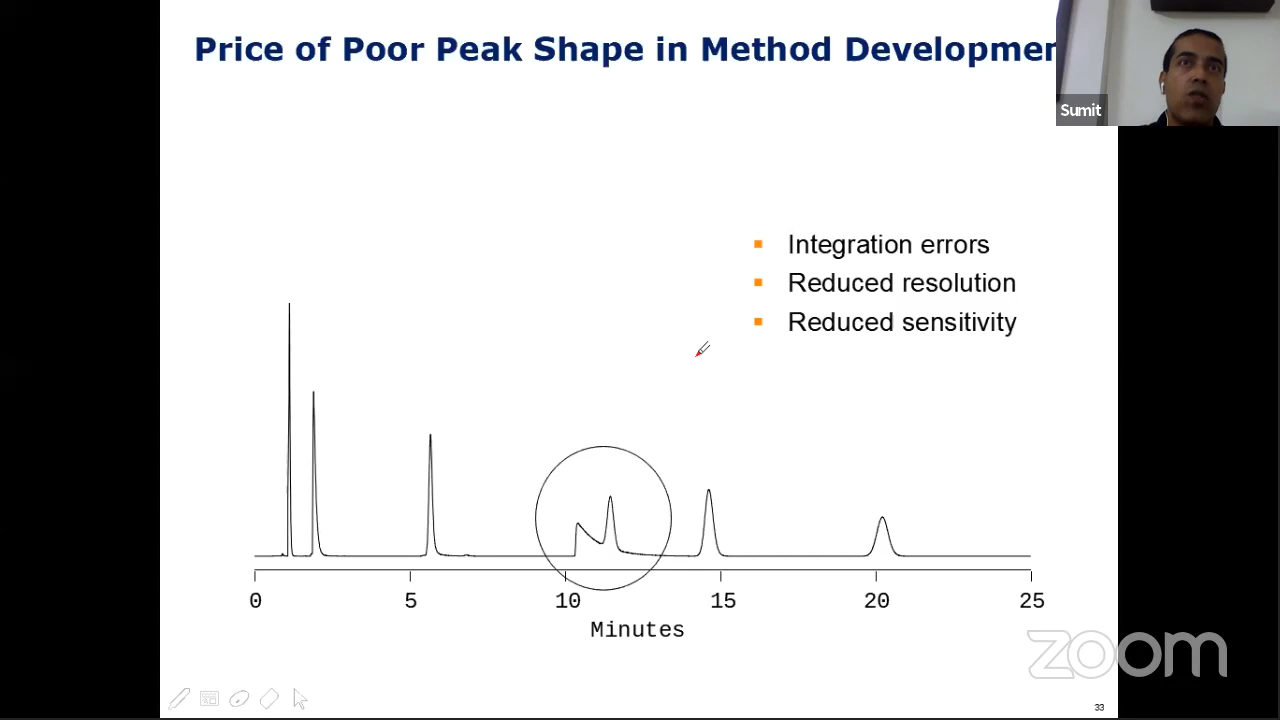 Price of Poor Peak Shape in Method Developmen
Sumit
Integration errors
Reduced resolution
Reduced sensitivity
0 5 10 15 20 25
Minutes
zoom
33